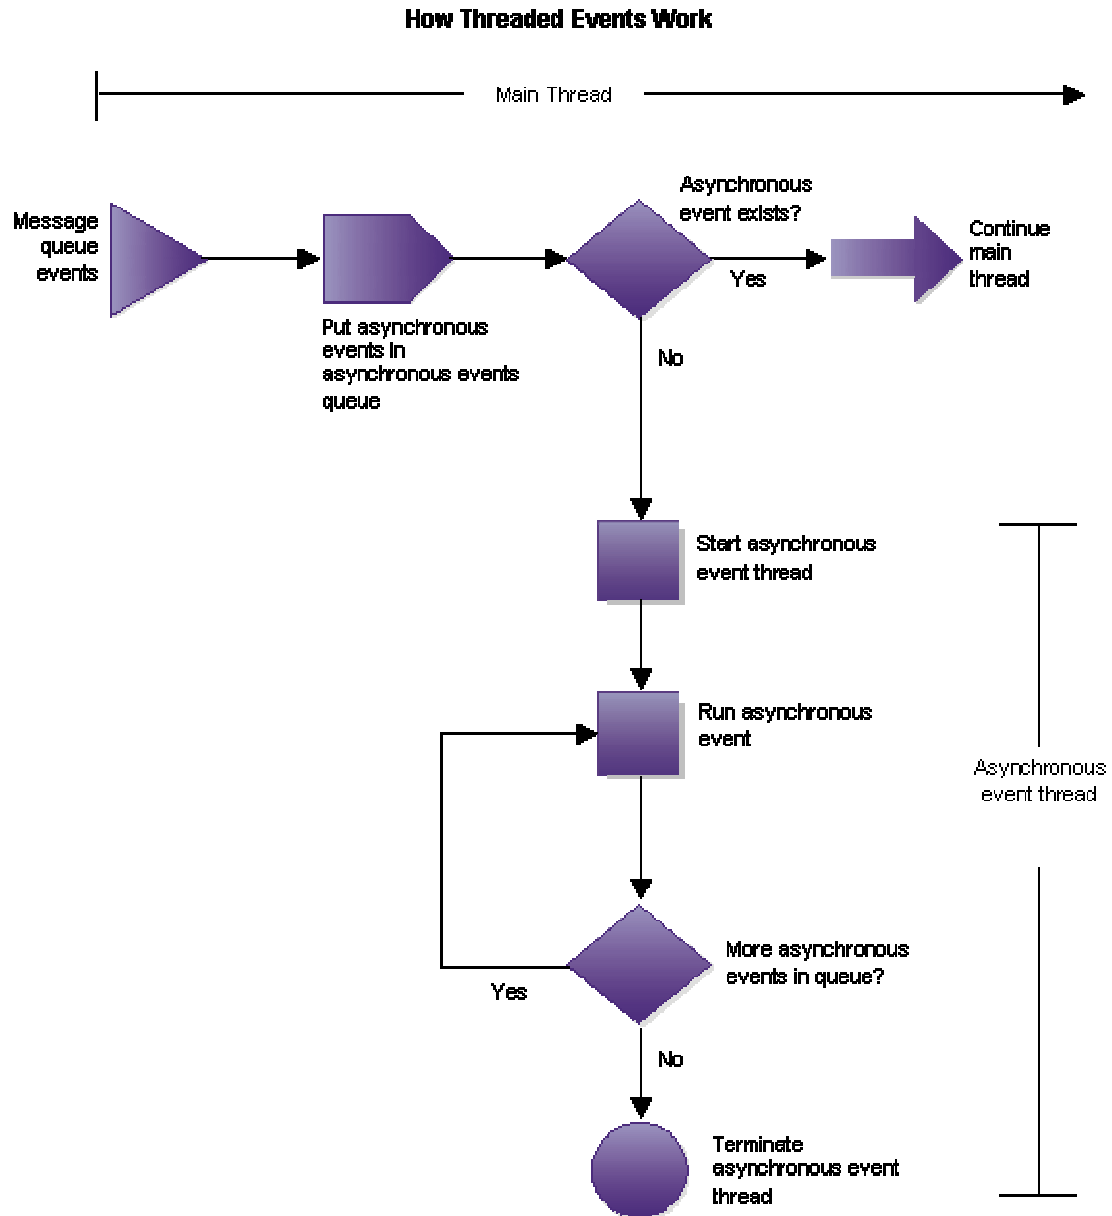 How Threaded Events Work
Main Thread
Message
queue
events
Put asynchronous
events in
asynchronous events
queue
Asynchronous
event exists?
Yes
Continue
main
thread
No
Start asynchronous
event thread
Run asynchronous
event
Asynchronous
event thread
More asynchronous
events in queue?
Yes
No
Terminate
asynchronous event
thread